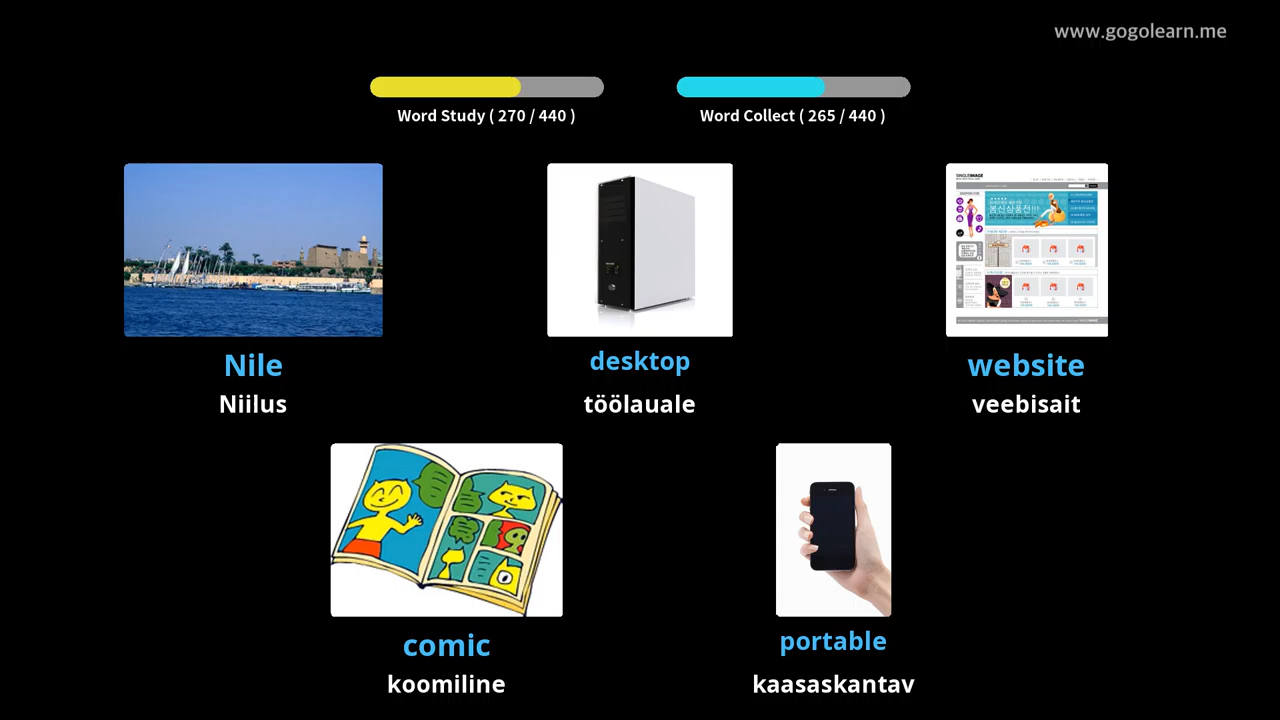 www.gogolearn.me
Word Study ( 270 / 440 )
Word Collect ( 265 / 440 )
Nile
Niilus
desktop
töölauale
website
veebisait
comic
koomiline
portable
kaasaskantav